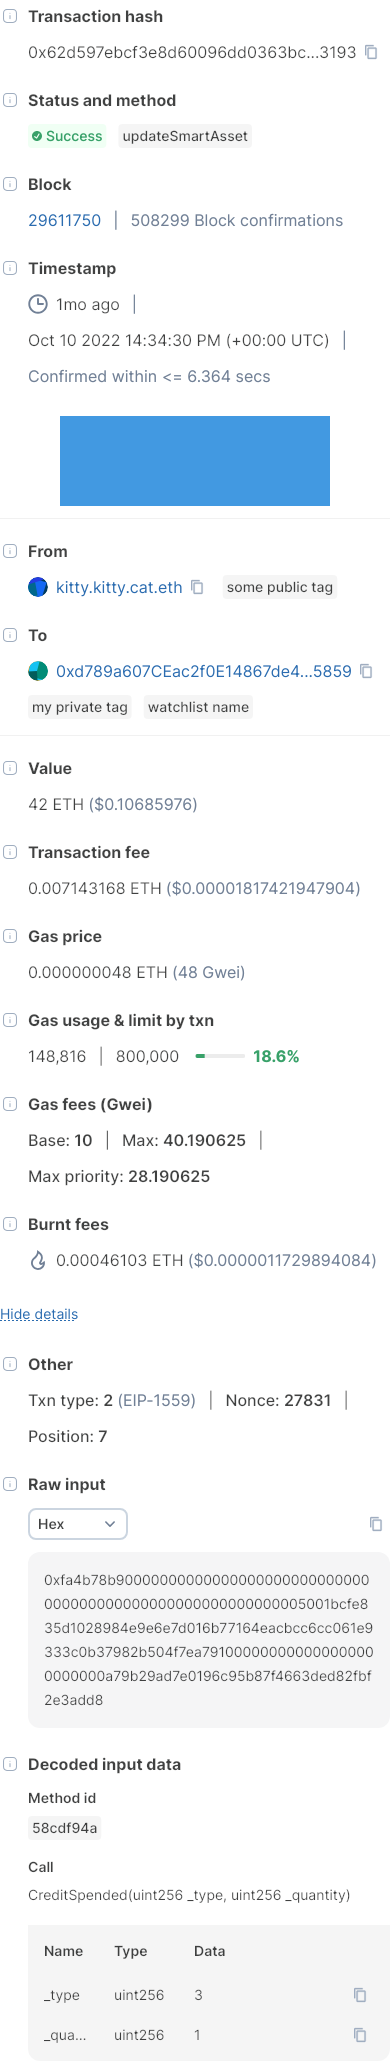 Transaction hash
0x62d597ebcf3e8d60096dd0363bc...3193
Status and method
Success updateSmartAsset
Block
29611750 | 508299 Block confirmations
Timestamp
1mo ago |
Oct 10 2022 14:34:30 PM (+00:00 UTC) |
Confirmed within <= 6.364 secs
From
kitty.kitty.cat.eth some public tag
To
0xd789a607CEac2f0E14867de4...5859
my private tag watchlist name
Value
42 ETH ($0.10685976)
Transaction fee
0.007143168 ETH ($0.00001817421947904)
Gas price
0.000000048 ETH (48 Gwei)
Gas usage & limit by txn
148,816 | 800,000 18.6%
Gas fees (Gwei)
Base: 10 | Max: 40.190625 |
Max priority: 28.190625
Burnt fees
0.00046103 ETH ($0.0000011729894084)
Hide details
Other
Txn type: 2 (EIP-1559) | Nonce: 27831 |
Position: 7
Raw input
Hex
0xfa4b78b90000000000000000000000000000
000000000000000000000000000005001bcfe8
35d1028984e9e6e7d016b77164eacbcc6cc061e9
333c0b37982b504f7ea791000000000000000000
0000000a79b29ad7e0196c95b87f4663ded82fbf
2e3add8
Decoded input data
Method id
58cdf94a
Call
CreditSpended(uint256 _type, uint256 _quantity)
Name Type Data
_type uint256 3
_qua... uint256 1